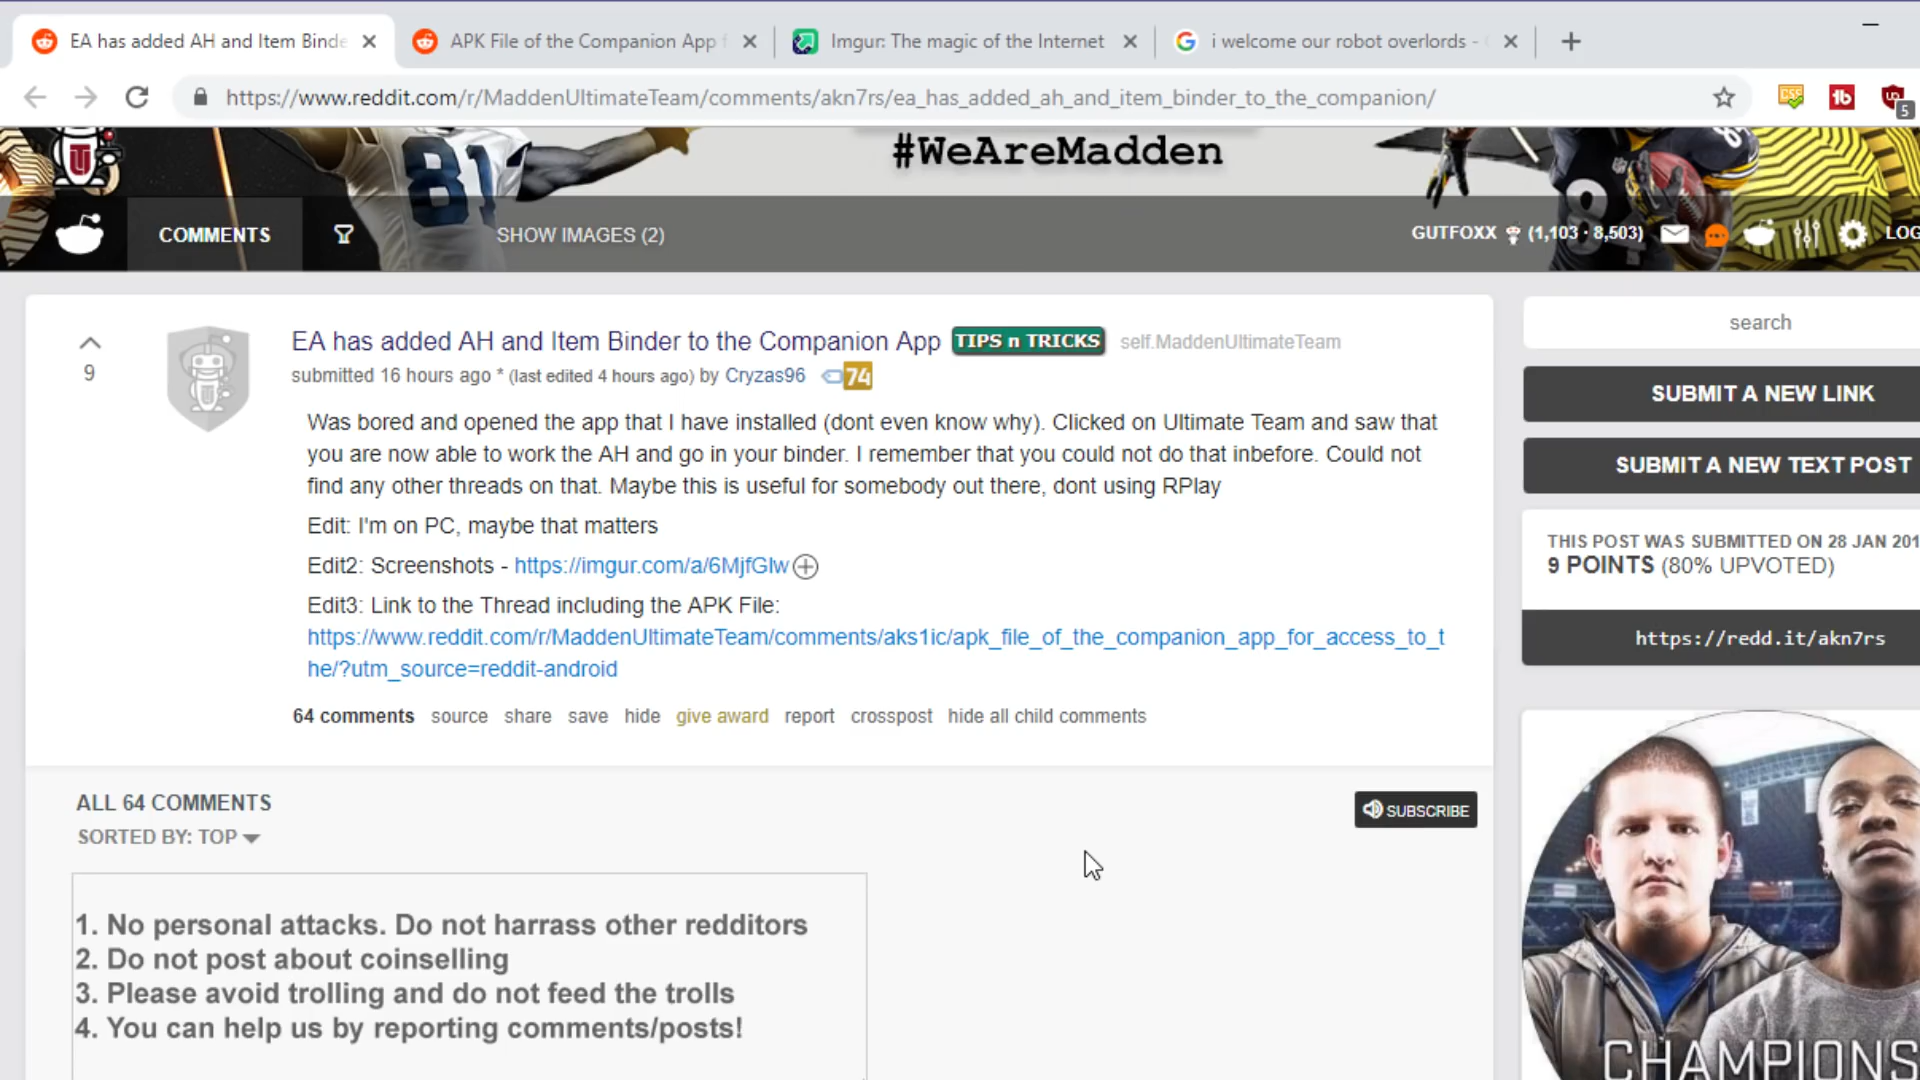 EA has added AH and Item Binde
APK File of the Companion App f
Imgur: The magic of the Internet
i welcome our robot overlords -
https://www.reddit.com/r/MaddenUltimateTeam/comments/akn7rs/ea_has_added_ah_and_item_binder_to_the_companion/
5
#WeAreMadden
81
8
COMMENTS
SHOW IMAGES (2)
GUTFOXX (1,103 · 8,503)
LOG
9
EA has added AH and Item Binder to the Companion App TIPS n TRICKS self.MaddenUltimateTeam
submitted 16 hours ago * (last edited 4 hours ago) by Cryzas96 74
Was bored and opened the app that I have installed (dont even know why). Clicked on Ultimate Team and saw that
you are now able to work the AH and go in your binder. I remember that you could not do that inbefore. Could not
find any other threads on that. Maybe this is useful for somebody out there, dont using RPlay
Edit: I'm on PC, maybe that matters
Edit2: Screenshots - https://imgur.com/a/6MjfGlw
Edit3: Link to the Thread including the APK File:
https://www.reddit.com/r/MaddenUltimateTeam/comments/aks1ic/apk_file_of_the_companion_app_for_access_to_t
he/?utm_source=reddit-android
64 comments source share save hide give award report crosspost hide all child comments
search
SUBMIT A NEW LINK
SUBMIT A NEW TEXT POST
THIS POST WAS SUBMITTED ON 28 JAN 201
9 POINTS (80% UPVOTED)
https://redd.it/akn7rs
ALL 64 COMMENTS
SORTED BY: TOP
SUBSCRIBE
1. No personal attacks. Do not harrass other redditors
2. Do not post about coinselling
3. Please avoid trolling and do not feed the trolls
4. You can help us by reporting comments/posts!
CHAMPIONS